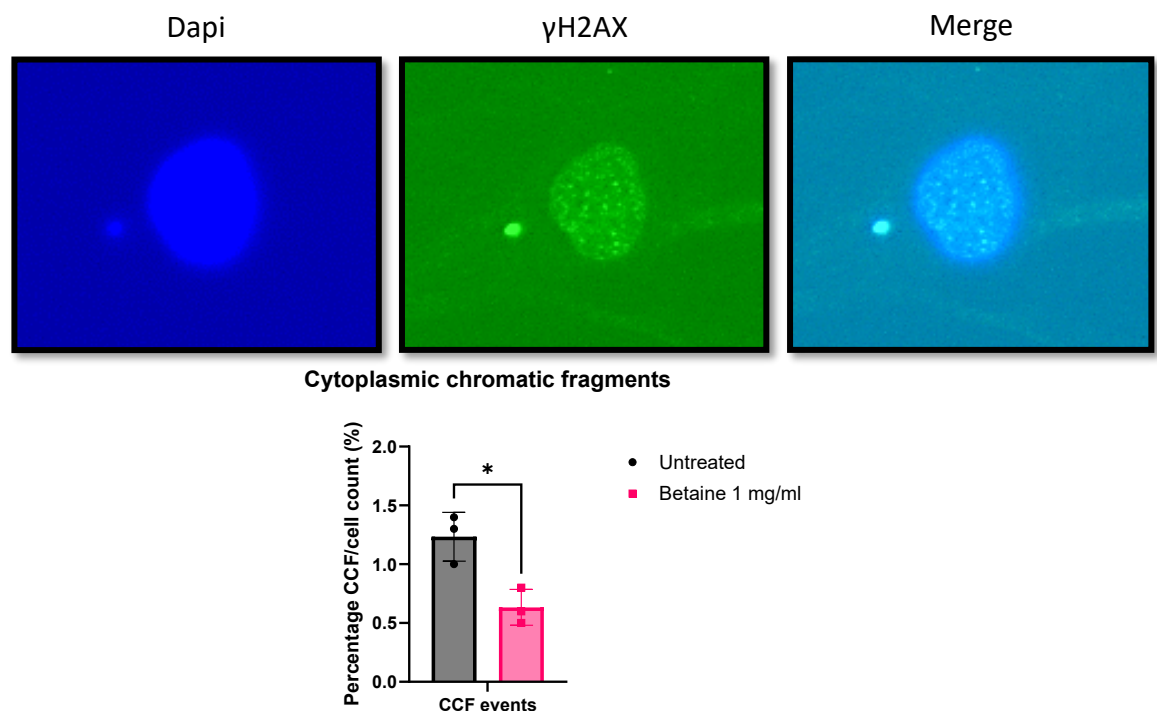 Dapi
γH2AX
Merge
Cytoplasmic chromatic fragments
Percentage CCF/cell count (%)
2.0
1.5
1.0
0.5
0.0
*
CCF events
Untreated
Betaine 1 mg/ml